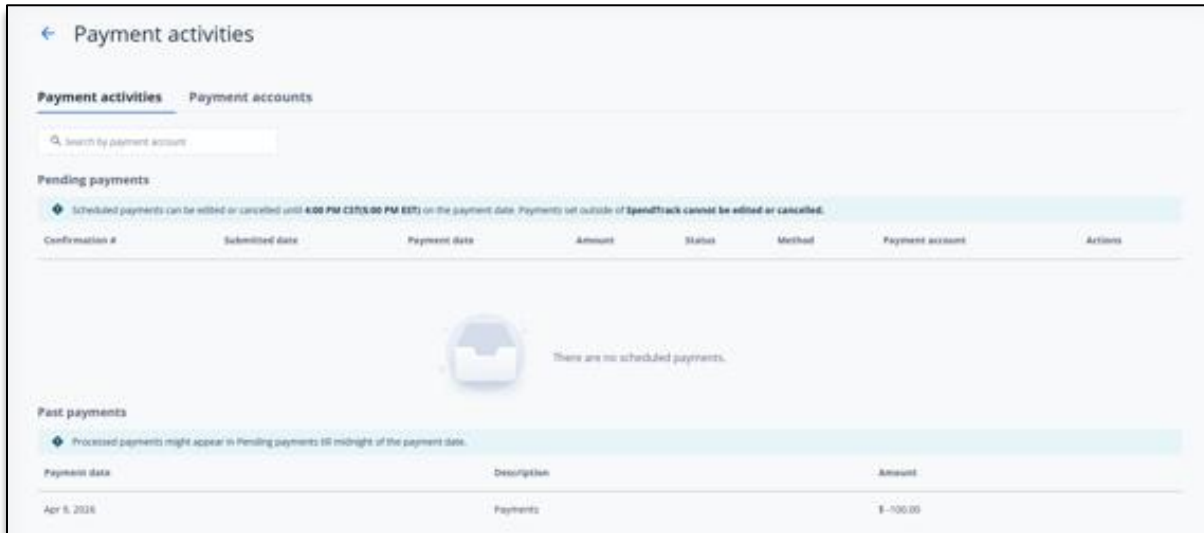 Payment activities
Payment activities Payment accounts
Search by payment account
Pending payments
Scheduled payments can be edited or cancelled until 4:00 PM CST(5:00 PM EST) on the payment date. Payments set outside of SpendTrack cannot be edited or cancelled.
Confirmation # Submitted date Payment date Amount Status Method Payment account Actions
There are no scheduled payments.
Past payments
Processed payments might appear in Pending payments till midnight of the payment date.
Payment date Description Amount
Apr 2026 Payments $ -100.00